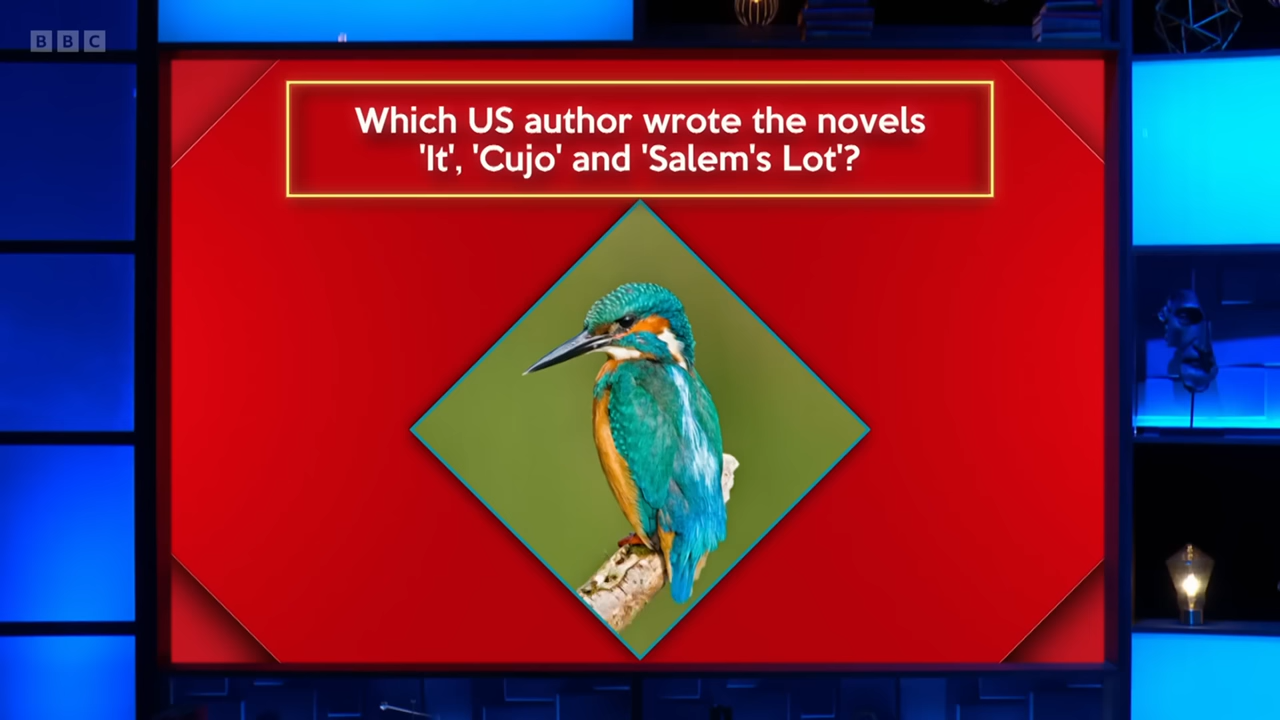 BBC
Which US author wrote the novels
'It', 'Cujo' and 'Salem's Lot'?